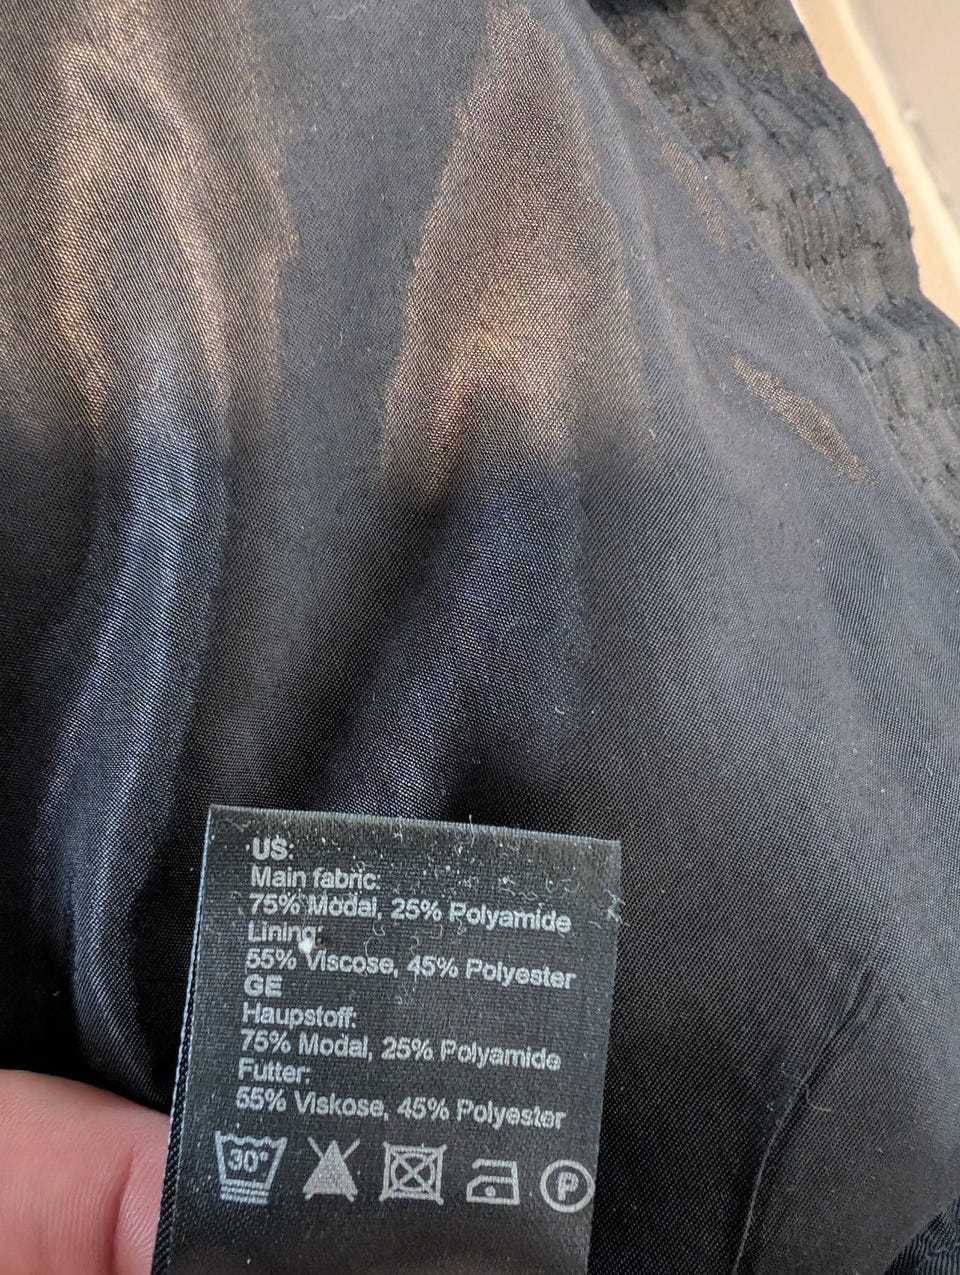 US:
Main fabric:
75% Modal, 25% Polyamide
Lining:
55% Viscose, 45% Polyester
GE
Haupstoff:
75% Modal, 25% Polyamide
Futter:
55% Viskose, 45% Polyester
30° P